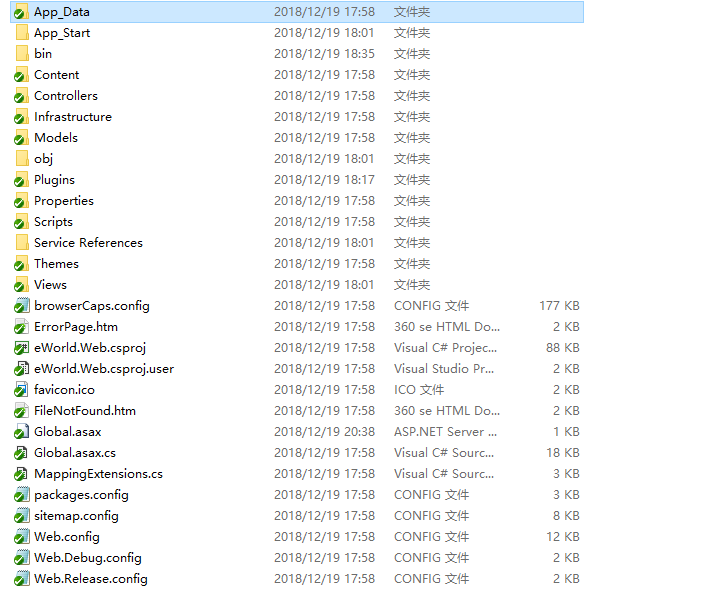 App_Data 2018/12/19 17:58 文件夹
App_Start 2018/12/19 18:01 文件夹
bin 2018/12/19 18:35 文件夹
Content 2018/12/19 17:58 文件夹
Controllers 2018/12/19 17:58 文件夹
Infrastructure 2018/12/19 17:58 文件夹
Models 2018/12/19 17:58 文件夹
obj 2018/12/19 18:01 文件夹
Plugins 2018/12/19 18:17 文件夹
Properties 2018/12/19 17:58 文件夹
Scripts 2018/12/19 17:58 文件夹
Service References 2018/12/19 18:01 文件夹
Themes 2018/12/19 17:58 文件夹
Views 2018/12/19 18:01 文件夹
browserCaps.config 2018/12/19 17:58 CONFIG 文件 177 KB
ErrorPage.htm 2018/12/19 17:58 360 se HTML Do... 2 KB
eWorld.Web.csproj 2018/12/19 17:58 Visual C# Projec... 88 KB
eWorld.Web.csproj.user 2018/12/19 17:58 Visual Studio Pr... 2 KB
favicon.ico 2018/12/19 17:58 ICO 文件 2 KB
FileNotFound.htm 2018/12/19 17:58 360 se HTML Do... 2 KB
Global.asax 2018/12/19 20:38 ASP.NET Server ... 1 KB
Global.asax.cs 2018/12/19 17:58 Visual C# Sourc... 18 KB
MappingExtensions.cs 2018/12/19 17:58 Visual C# Sourc... 3 KB
packages.config 2018/12/19 17:58 CONFIG 文件 3 KB
sitemap.config 2018/12/19 17:58 CONFIG 文件 8 KB
Web.config 2018/12/19 17:58 CONFIG 文件 12 KB
Web.Debug.config 2018/12/19 17:58 CONFIG 文件 2 KB
Web.Release.config 2018/12/19 17:58 CONFIG 文件 2 KB